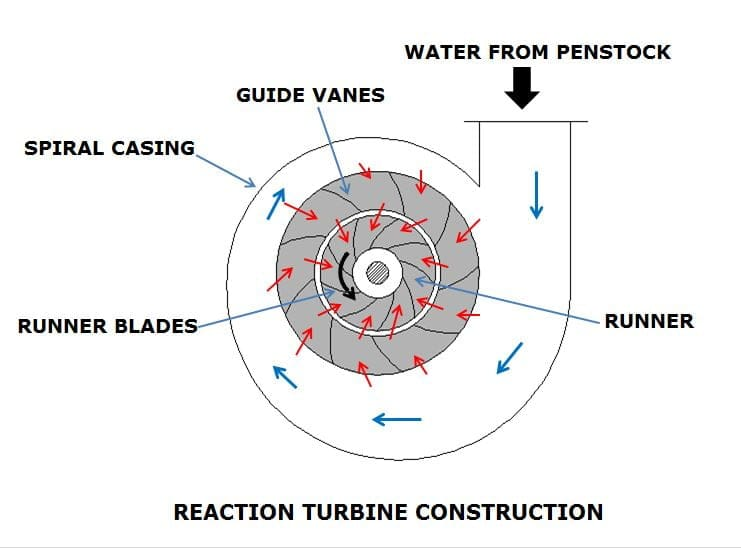 WATER FROM PENSTOCK
GUIDE VANES
SPIRAL CASING
RUNNER BLADES
RUNNER
REACTION TURBINE CONSTRUCTION